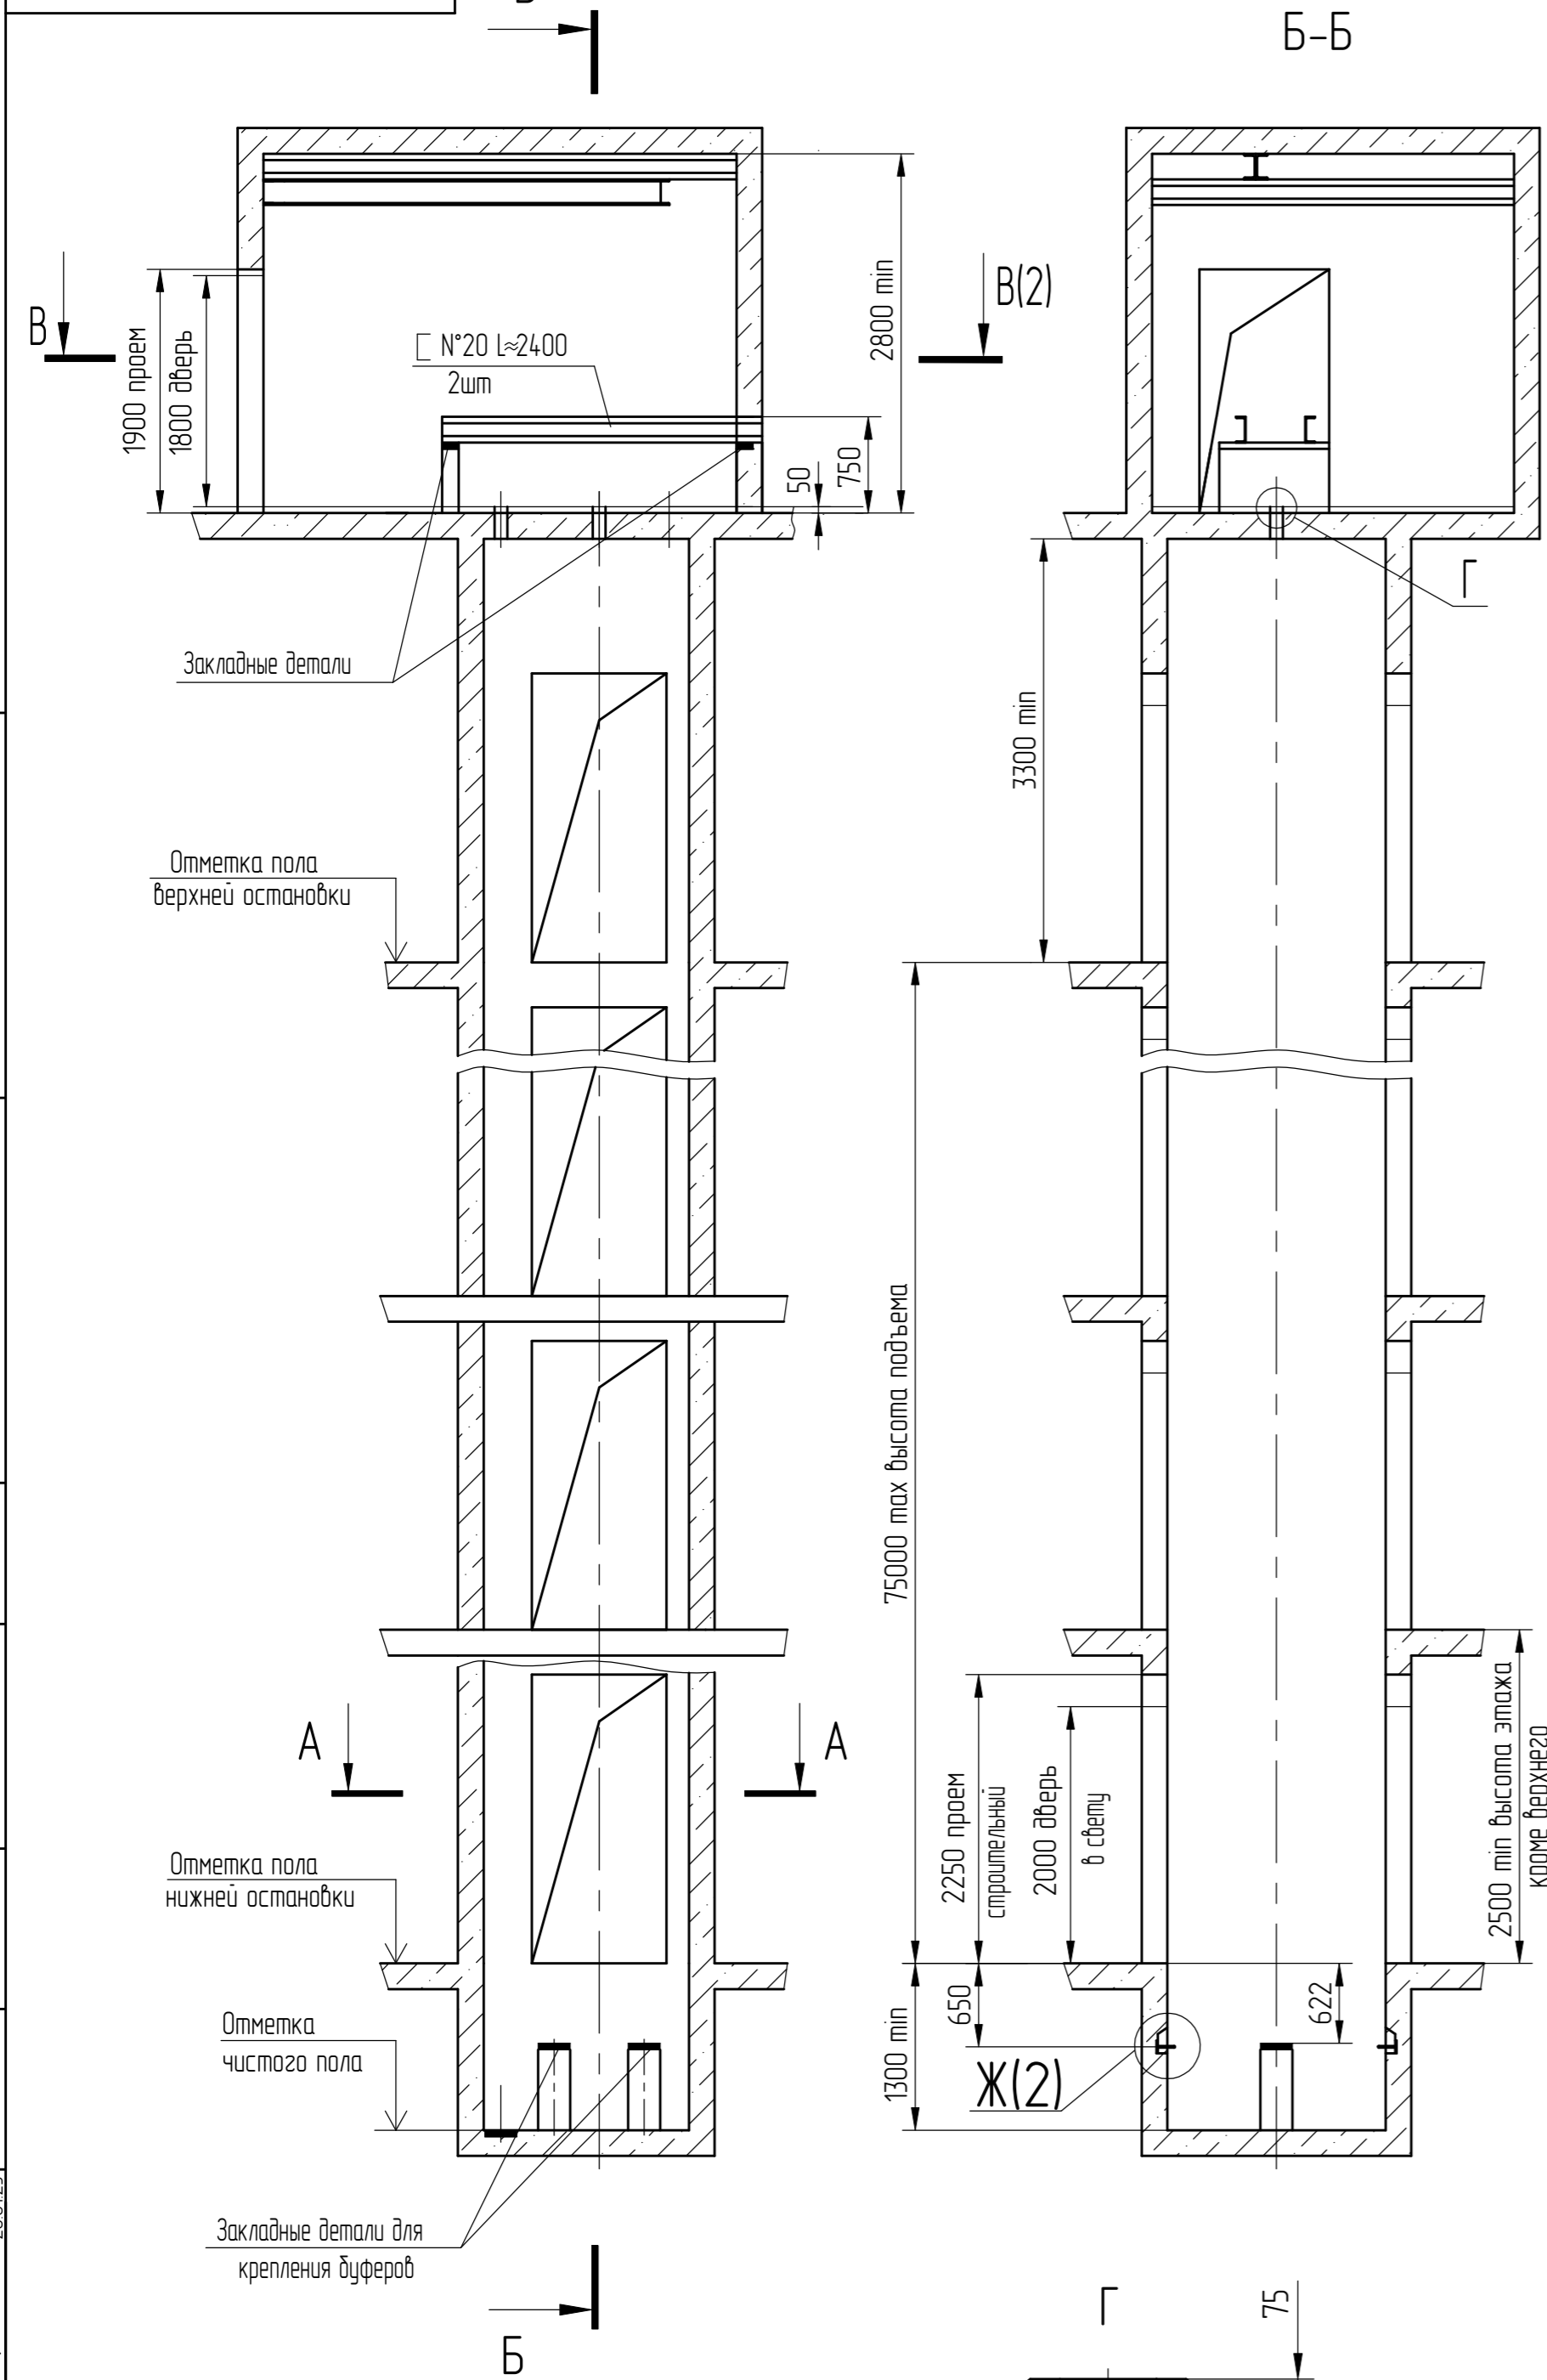 Б-Б
В
В(2)
1900 проем
1800 дверь
[ N°20 L≈2400
2шт
2800 min
750
50
Г
Закладные детали
3300 min
Отметка пола
верхней остановки
75000 max высота подъема
А
А
2250 проем
строительный
2000 дверь
в свету
2500 min высота этажа
кроме верхнего
Отметка пола
нижней остановки
650
622
1300 min
Отметка
чистого пола
Ж(2)
Закладные детали для
крепления буферов
Б
Г
75